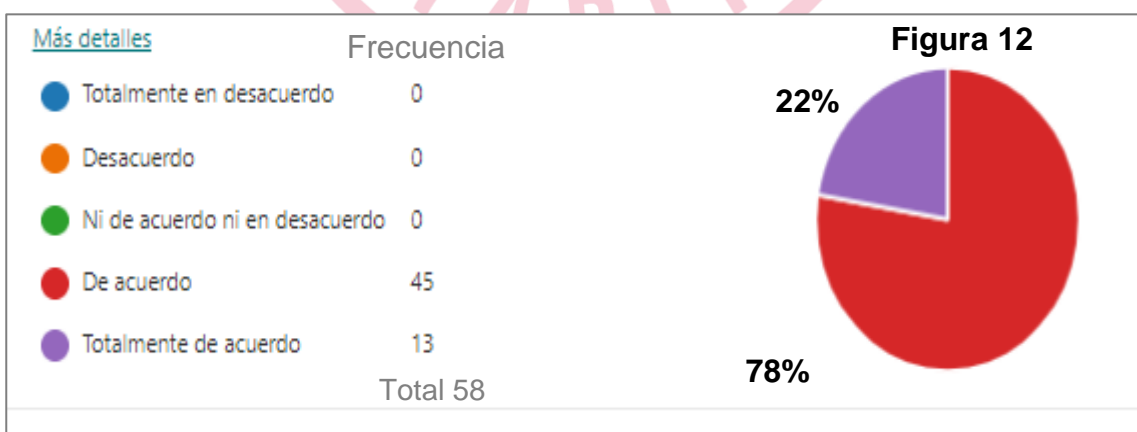 Más detalles
Frecuencia
Figura 12
Totalmente en desacuerdo 0
22%
Desacuerdo 0
Ni de acuerdo ni en desacuerdo 0
De acuerdo 45
Totalmente de acuerdo 13
78%
Total 58